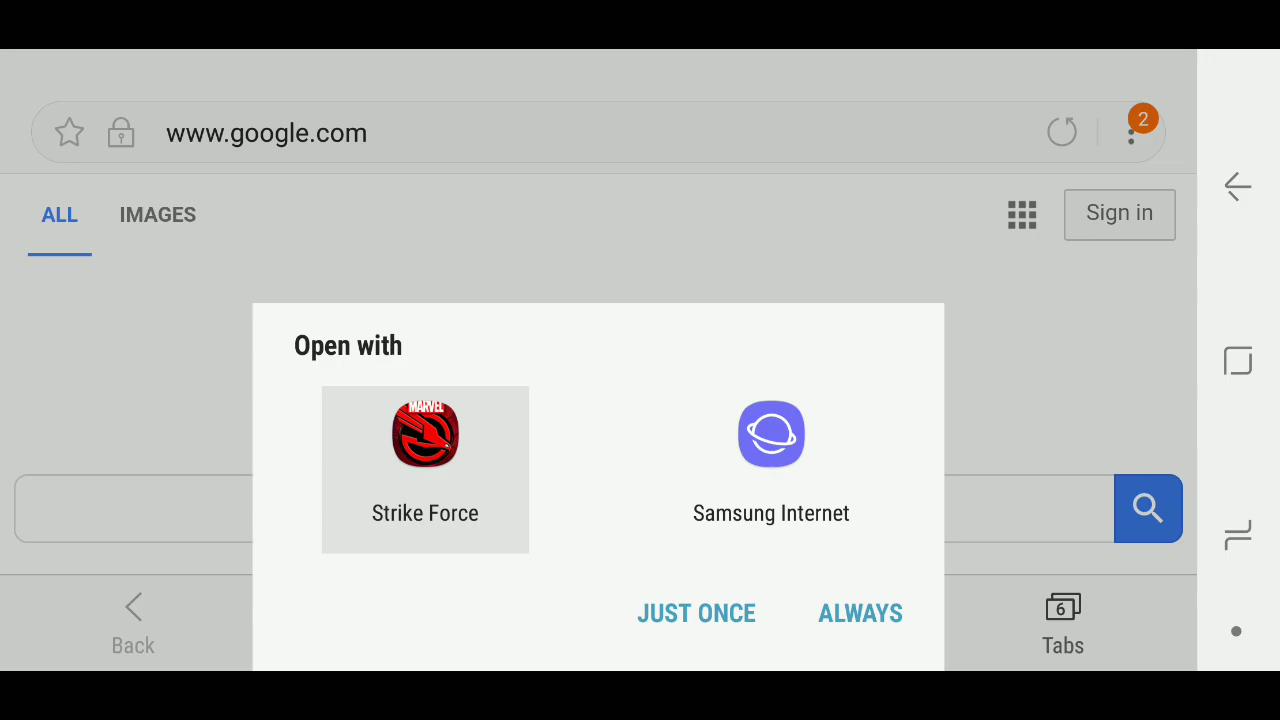 www.google.com
2
ALL
IMAGES
Sign in
Open with
MARVEL
Strike Force
Samsung Internet
JUST ONCE
ALWAYS
Back
6
Tabs